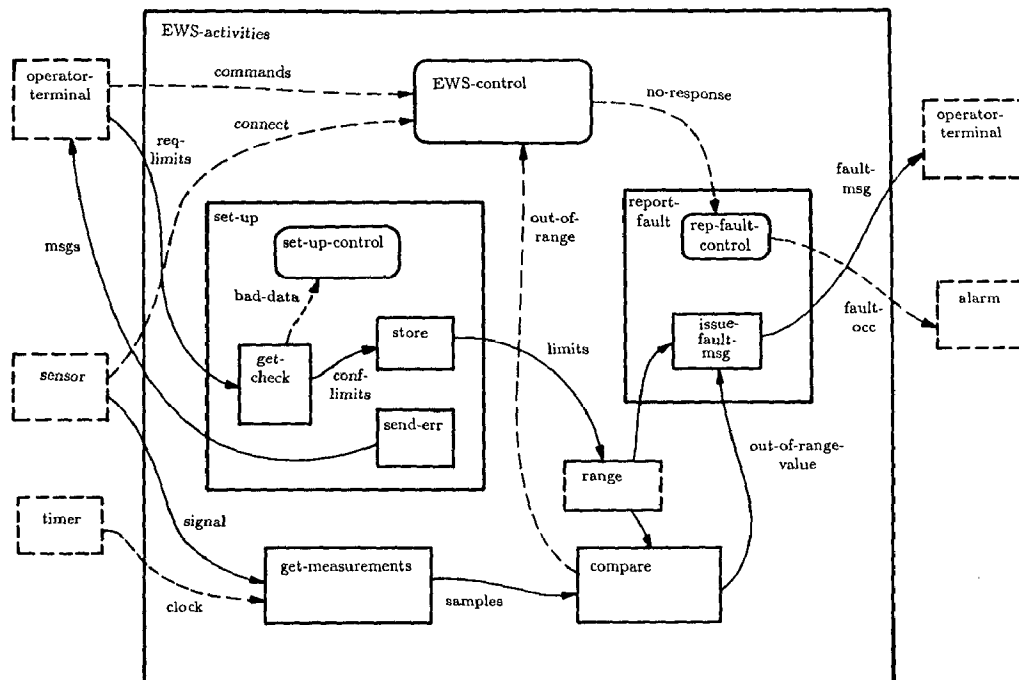 EWS-activities
operator-
terminal
commands
EWS-control
no-response
operator-
terminal
connect
req-
limits
fault-
msg
set-up
out-of-
range
report-
fault
rep-fault-
control
set-up-control
msgs
bad-data
fault-
occ
alarm
store
limits
issue-
fault-
msg
get-
check
conf-
limits
sensor
send-err
out-of-range-
value
range
timer
signal
get-measurements
compare
clock
samples